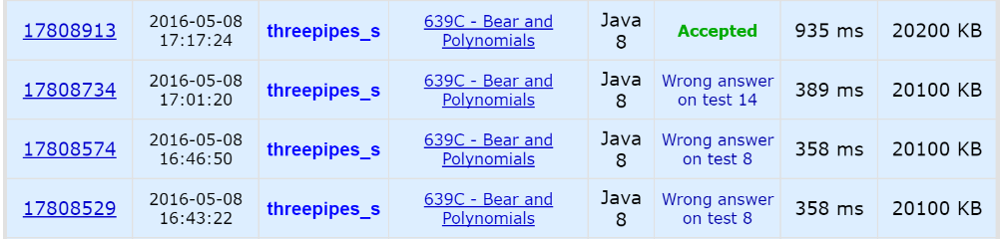 17808913 2016-05-08 17:17:24 threepipes_s 639C - Bear and Polynomials Java 8 Accepted 935 ms 20200 KB
17808734 2016-05-08 17:01:20 threepipes_s 639C - Bear and Polynomials Java 8 Wrong answer on test 14 389 ms 20100 KB
17808574 2016-05-08 16:46:50 threepipes_s 639C - Bear and Polynomials Java 8 Wrong answer on test 8 358 ms 20100 KB
17808529 2016-05-08 16:43:22 threepipes_s 639C - Bear and Polynomials Java 8 Wrong answer on test 8 358 ms 20100 KB